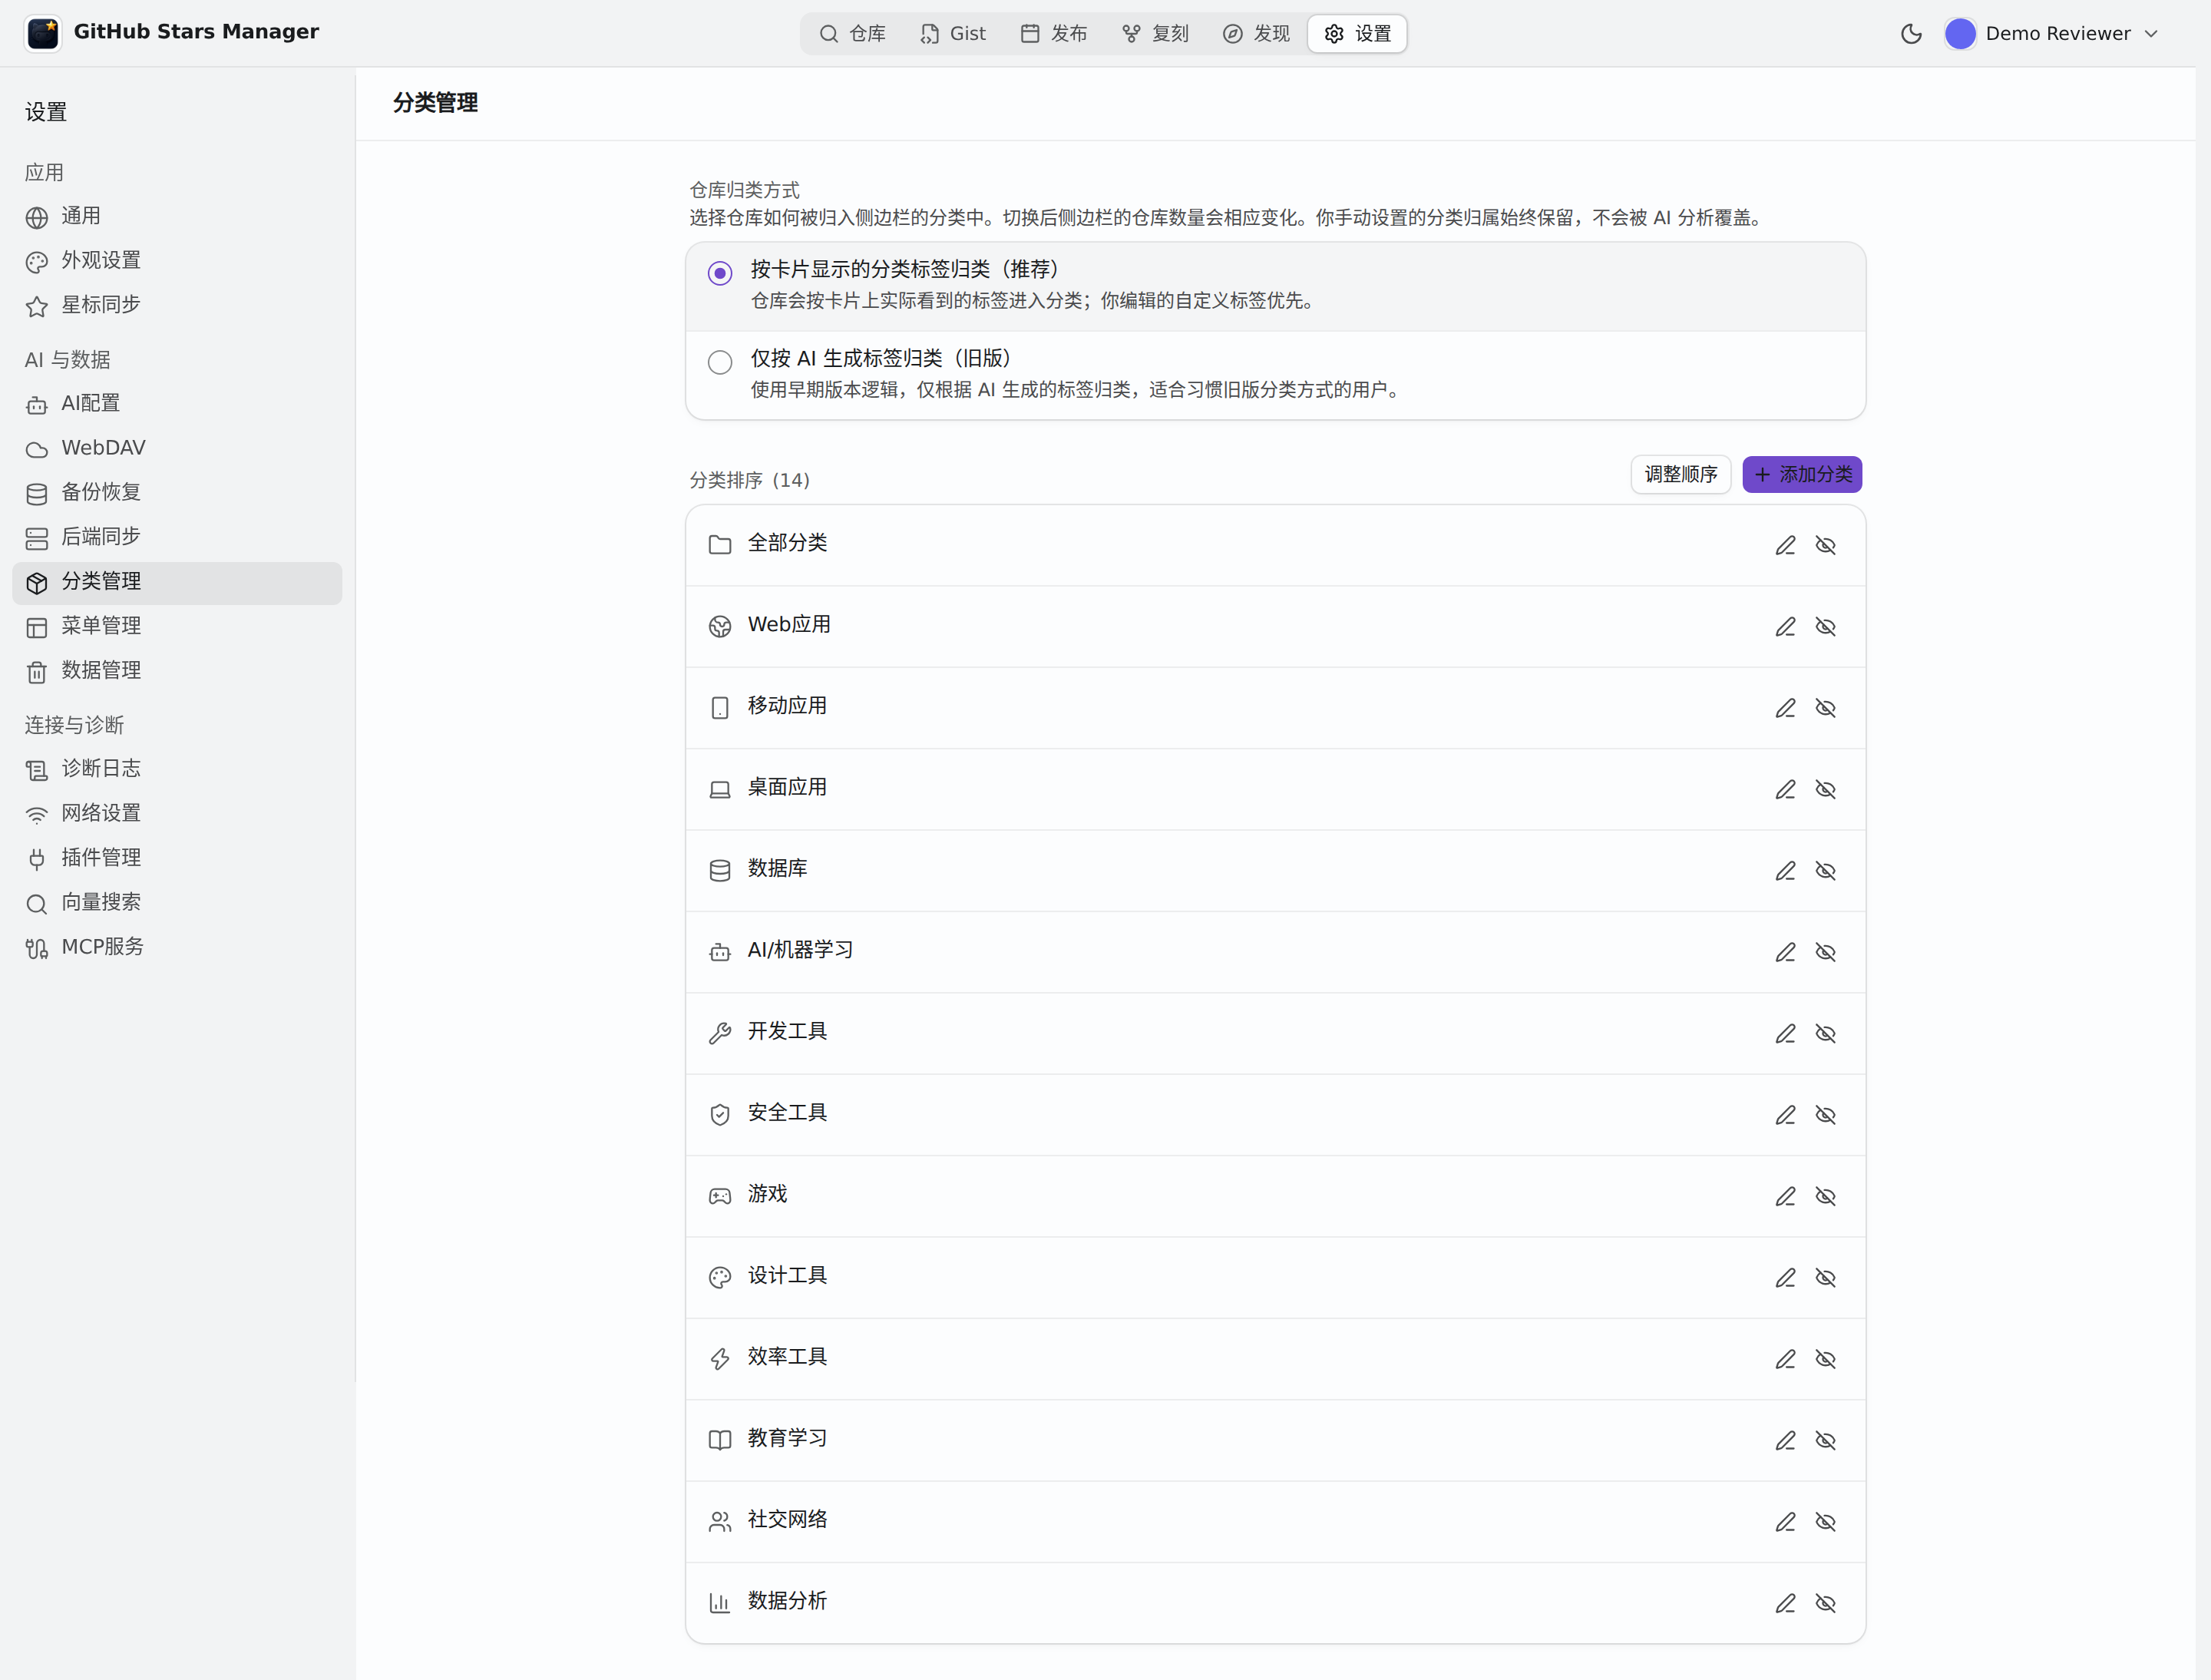 GitHub Stars Manager
仓库
Gist
发布
复刻
发现
设置
Demo Reviewer
设置
应用
通用
外观设置
星标同步
AI 与数据
AI配置
WebDAV
备份恢复
后端同步
分类管理
菜单管理
数据管理
连接与诊断
诊断日志
网络设置
插件管理
向量搜索
MCP服务
分类管理
仓库归类方式
选择仓库如何被归入侧边栏的分类中。切换后侧边栏的仓库数量会相应变化。你手动设置的分类归属始终保留，不会被 AI 分析覆盖。
按卡片显示的分类标签归类（推荐）
仓库会按卡片上实际看到的标签进入分类；你编辑的自定义标签优先。
仅按 AI 生成标签归类（旧版）
使用早期版本逻辑，仅根据 AI 生成的标签归类，适合习惯旧版分类方式的用户。
分类排序 (14)
调整顺序
添加分类
全部分类
Web应用
移动应用
桌面应用
数据库
AI/机器学习
开发工具
安全工具
游戏
设计工具
效率工具
教育学习
社交网络
数据分析